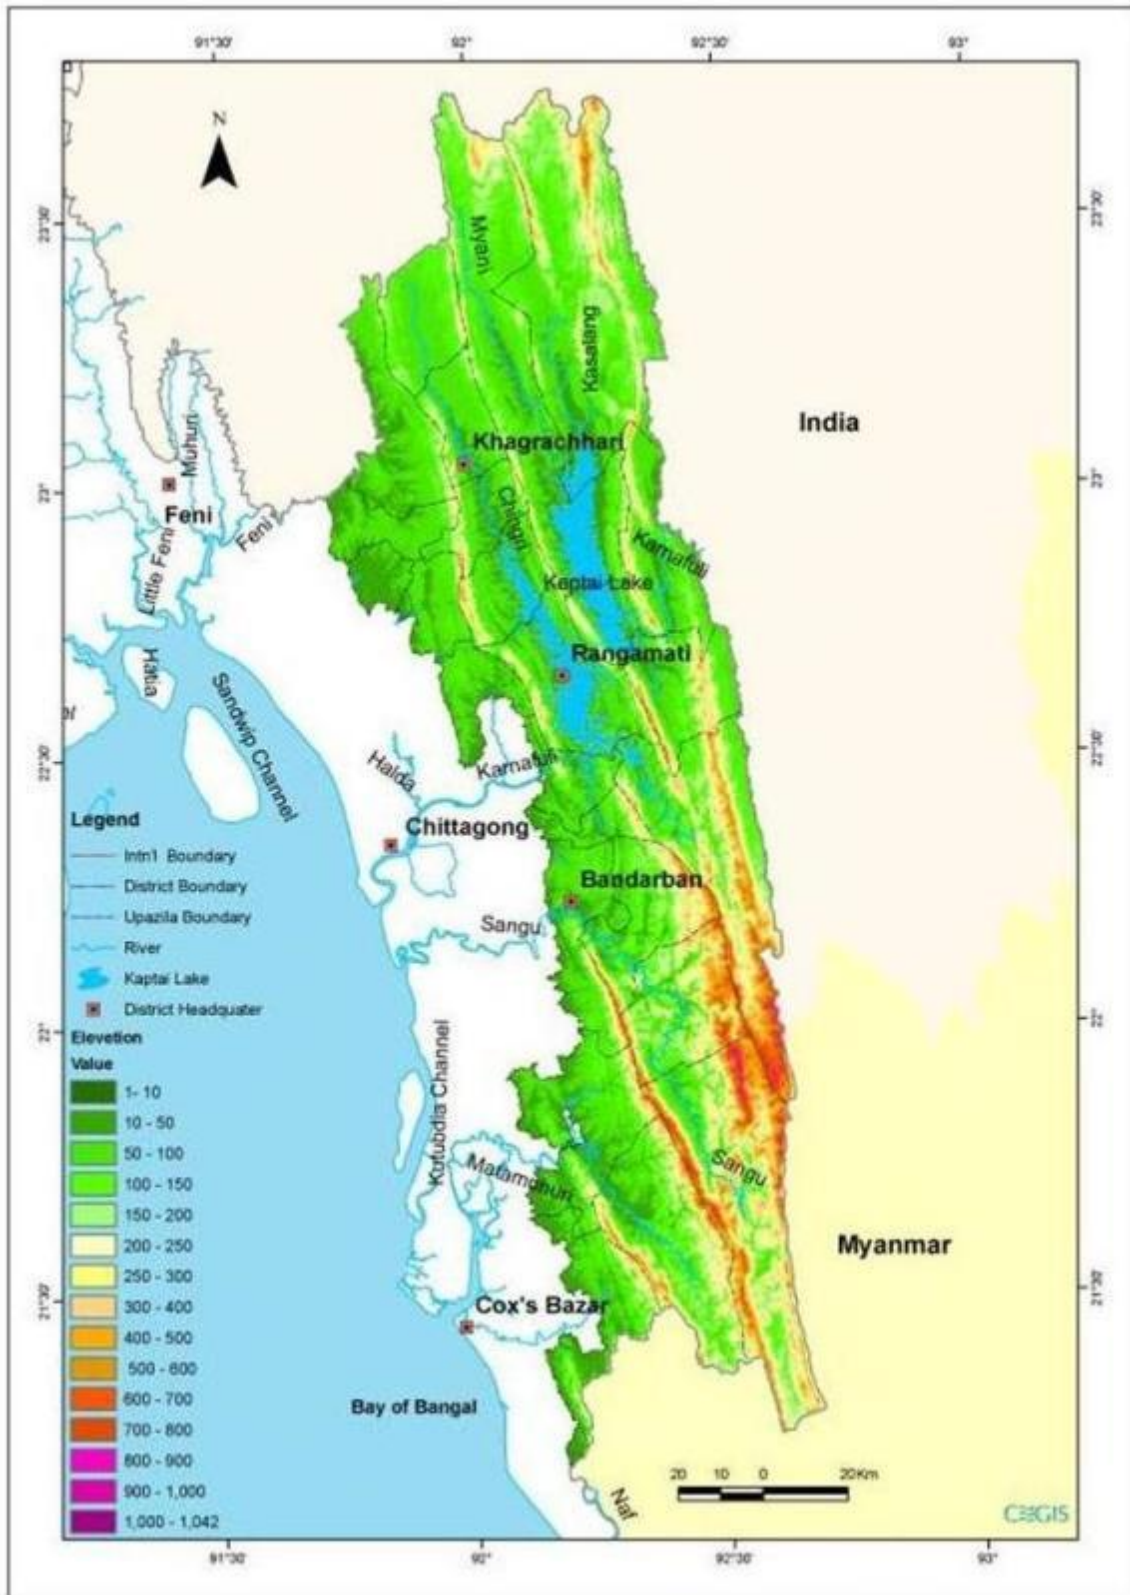 91°30'
92°
92°30'
93°
N
23°30'
23°30'
Myani
Kasalang
India
Khagrachhari
Muhuri
23°
23°
Feni
Chingri
Little Feni
Feni
Karnafuli
Kaptai Lake
Rangamati
Hatia
Sandwip Channel
22°30'
22°30'
Halda
Karnafuli
Legend
Chittagong
Intn'l Boundary
Bandarban
District Boundary
Upazila Boundary
Sangu
River
Kaptai Lake
District Headquater
22°
22°
Elevetion
Value
Kutubdia Channel
1- 10
10 - 50
50 - 100
Sangu
Matamuhuri
100 - 150
150 - 200
Myanmar
200 - 250
250 - 300
21°30'
21°30'
300 - 400
Cox's Bazar
400 - 500
500 - 600
600 - 700
Bay of Bangal
700 - 800
800 - 900
900 - 1,000
1,000 - 1,042
20 10 0 20 Km
Naf
CEGIS
91°30'
92°
92°30'
93°